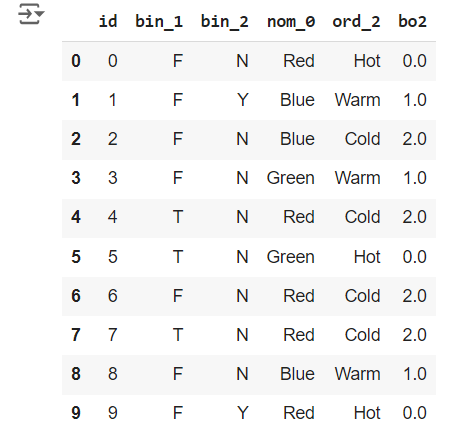 id bin_1 bin_2 nom_0 ord_2 bo2
0 0 F N Red Hot 0.0
1 1 F Y Blue Warm 1.0
2 2 F N Blue Cold 2.0
3 3 F N Green Warm 1.0
4 4 T N Red Cold 2.0
5 5 T N Green Hot 0.0
6 6 F N Red Cold 2.0
7 7 T N Red Cold 2.0
8 8 F N Blue Warm 1.0
9 9 F Y Red Hot 0.0